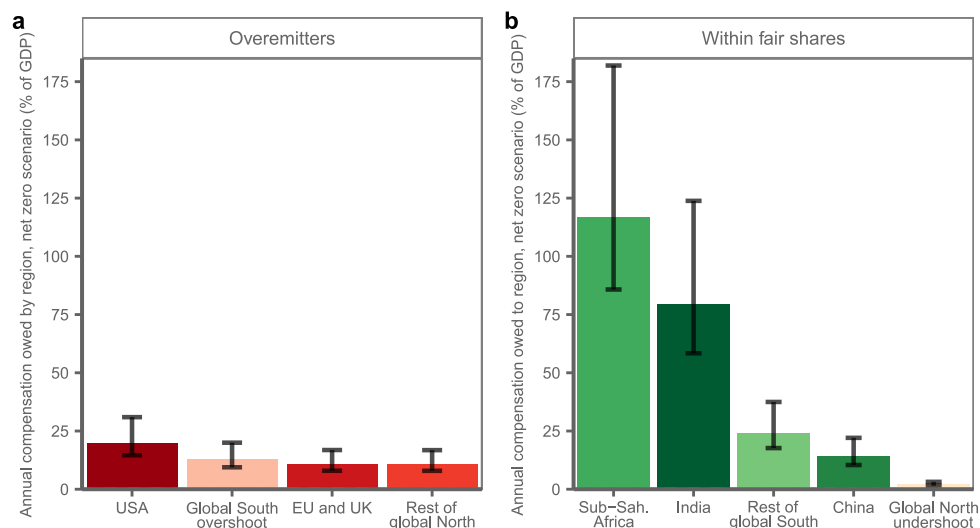 a
Overemitters
Annual compensation owed by region, net zero scenario (% of GDP)
175
150
125
100
75
50
25
0
USA
Global South
overshoot
EU and UK
Rest of
global North
b
Within fair shares
Annual compensation owed to region, net zero scenario (% of GDP)
175
150
125
100
75
50
25
0
Sub−Sah.
Africa
India
Rest of
global South
China
Global North
undershoot